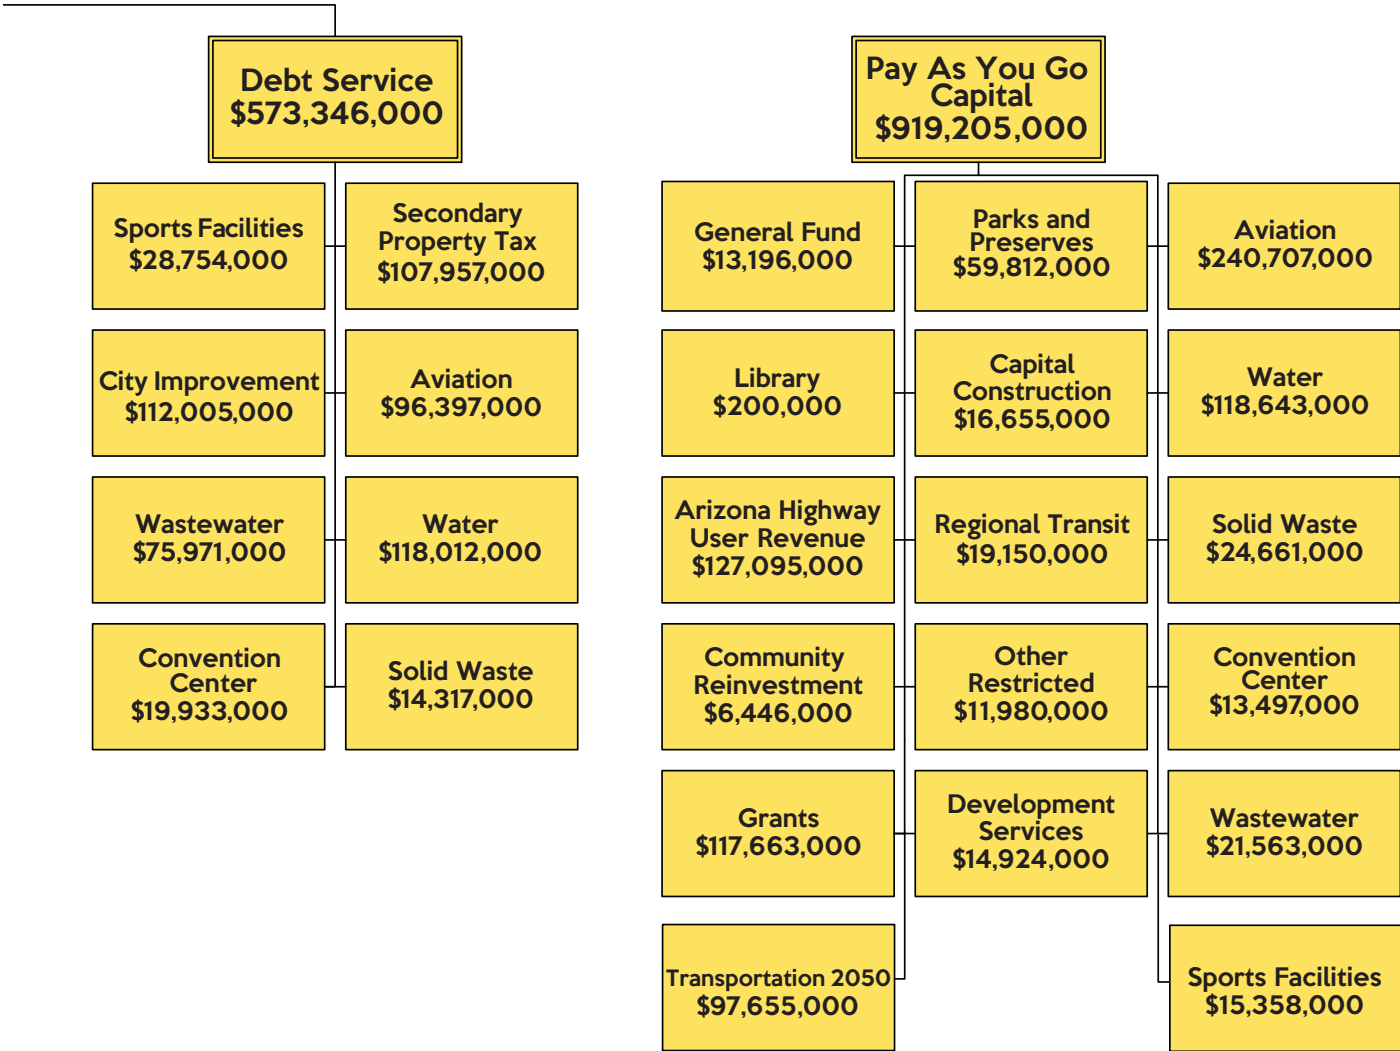 Debt Service
$573,346,000
Sports Facilities
$28,754,000
Secondary
Property Tax
$107,957,000
City Improvement
$112,005,000
Aviation
$96,397,000
Wastewater
$75,971,000
Water
$118,012,000
Convention
Center
$19,933,000
Solid Waste
$14,317,000
Pay As You Go
Capital
$919,205,000
General Fund
$13,196,000
Parks and
Preserves
$59,812,000
Aviation
$240,707,000
Library
$200,000
Capital
Construction
$16,655,000
Water
$118,643,000
Arizona Highway
User Revenue
$127,095,000
Regional Transit
$19,150,000
Solid Waste
$24,661,000
Community
Reinvestment
$6,446,000
Other
Restricted
$11,980,000
Convention
Center
$13,497,000
Grants
$117,663,000
Development
Services
$14,924,000
Wastewater
$21,563,000
Transportation 2050
$97,655,000
Sports Facilities
$15,358,000